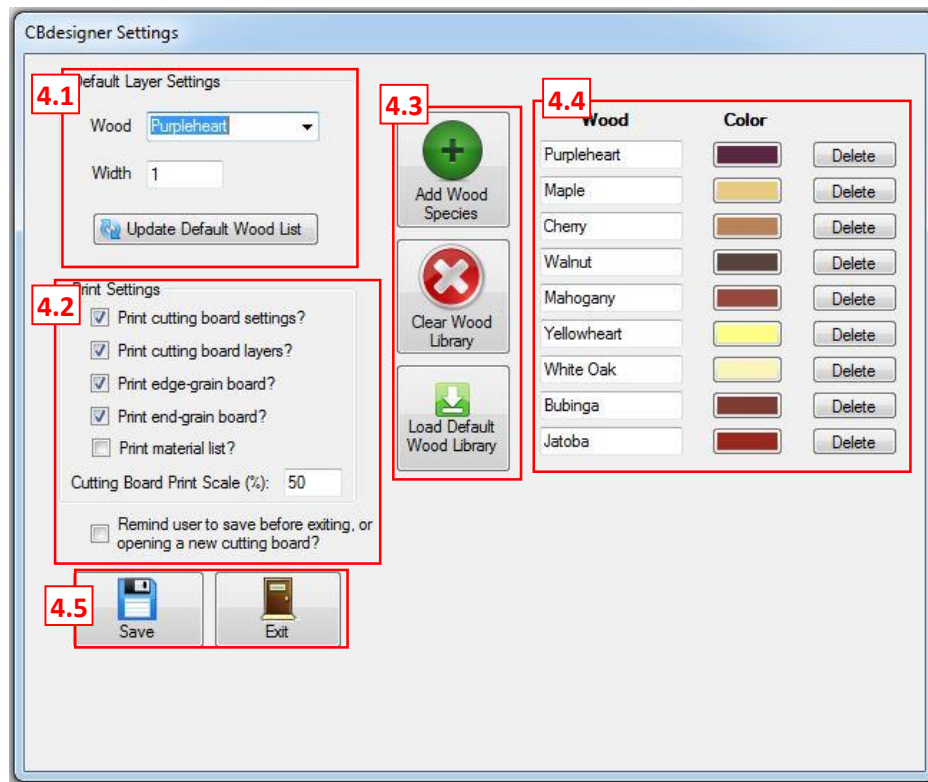 CBdesigner Settings
4.1
Default Layer Settings
Wood Purpleheart
Width 1
Update Default Wood List
4.2
Print Settings
Print cutting board settings?
Print cutting board layers?
Print edge-grain board?
Print end-grain board?
Print material list?
Cutting Board Print Scale (%): 50
Remind user to save before exiting, or
opening a new cutting board?
4.5
Save
Exit
4.3
Add Wood
Species
Clear Wood
Library
Load Default
Wood Library
4.4
Wood Color
Purpleheart Delete
Maple Delete
Cherry Delete
Walnut Delete
Mahogany Delete
Yellowheart Delete
White Oak Delete
Bubinga Delete
Jatoba Delete